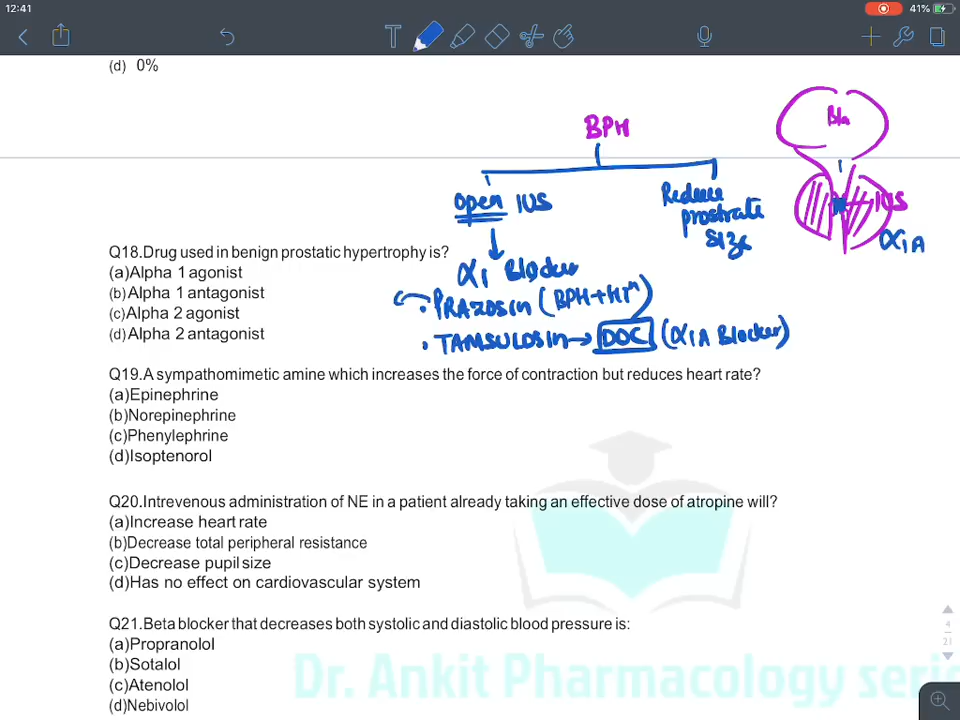 12:41
41%
(d) 0%
BPH
Bla
Open IUS
Reduce prostrate size
IUS
α1A
Q18.Drug used in benign prostatic hypertrophy is?
(a)Alpha 1 agonist
α1 Blocker
(b)Alpha 1 antagonist
• PRAZOSIN (BPH+HTN)
(c)Alpha 2 agonist
(d)Alpha 2 antagonist
• TAMSULOSIN→ DOC (α1A Blocker)
Q19.A sympathomimetic amine which increases the force of contraction but reduces heart rate?
(a)Epinephrine
(b)Norepinephrine
(c)Phenylephrine
(d)Isoptenorol
Q20.Intrevenous administration of NE in a patient already taking an effective dose of atropine will?
(a)Increase heart rate
(b)Decrease total peripheral resistance
(c)Decrease pupil size
(d)Has no effect on cardiovascular system
Q21.Beta blocker that decreases both systolic and diastolic blood pressure is:
(a)Propranolol
(b)Sotalol
(c)Atenolol
(d)Nebivolol
Dr. Ankit Pharmacology serie
4
21